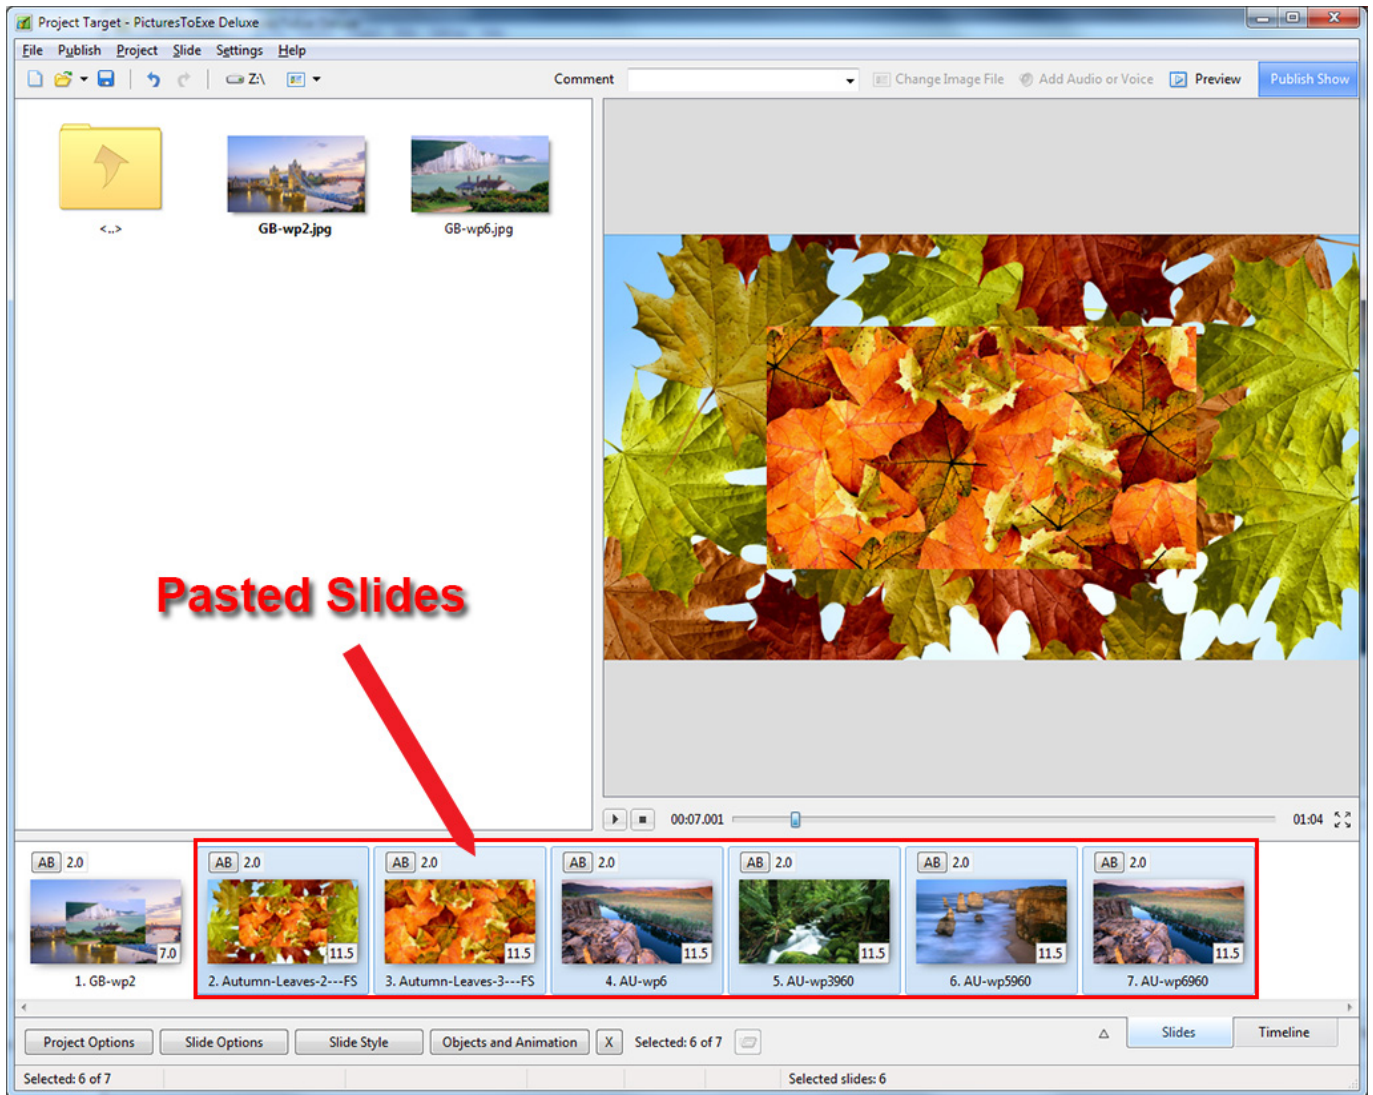 Project Target - PicturesToExe Deluxe
File Publish Project Slide Settings Help
Z:\ Comment Change Image File Add Audio or Voice Preview Publish Show
<..> GB-wp2.jpg GB-wp6.jpg
Pasted Slides
00:07.001 01:04
AB 2.0 AB 2.0 AB 2.0 AB 2.0 AB 2.0 AB 2.0 AB 2.0
7.0 11.5 11.5 11.5 11.5 11.5 11.5
1. GB-wp2 2. Autumn-Leaves-2---FS 3. Autumn-Leaves-3---FS 4. AU-wp6 5. AU-wp3960 6. AU-wp5960 7. AU-wp6960
Project Options Slide Options Slide Style Objects and Animation X Selected: 6 of 7 Slides Timeline
Selected: 6 of 7 Selected slides: 6